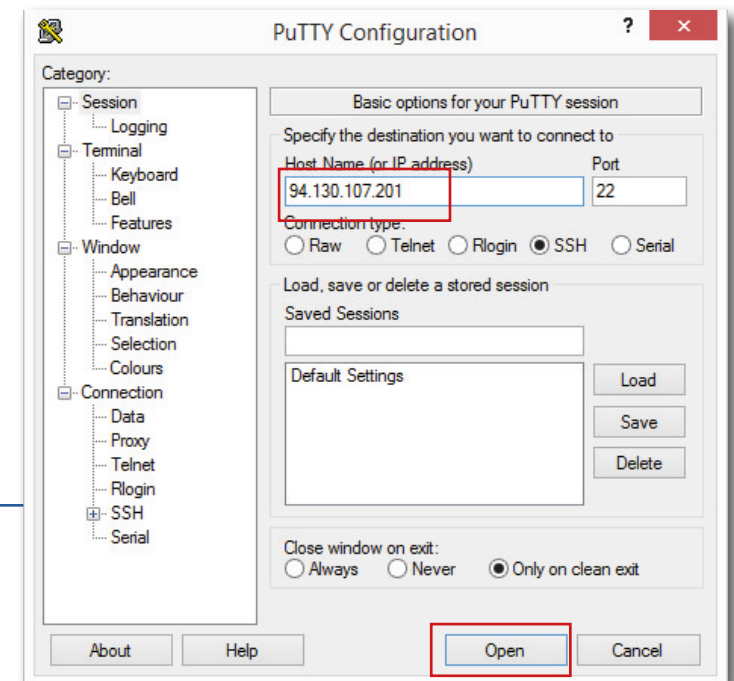 PuTTY Configuration
? ×
Category:
Session
Logging
Terminal
Keyboard
Bell
Features
Window
Appearance
Behaviour
Translation
Selection
Colours
Connection
Data
Proxy
Telnet
Rlogin
SSH
Serial
Basic options for your PuTTY session
Specify the destination you want to connect to
Host Name (or IP address) Port
94.130.107.201 22
Connection type:
Raw Telnet Rlogin SSH Serial
Load, save or delete a stored session
Saved Sessions
Default Settings
Load
Save
Delete
Close window on exit:
Always Never Only on clean exit
About Help Open Cancel